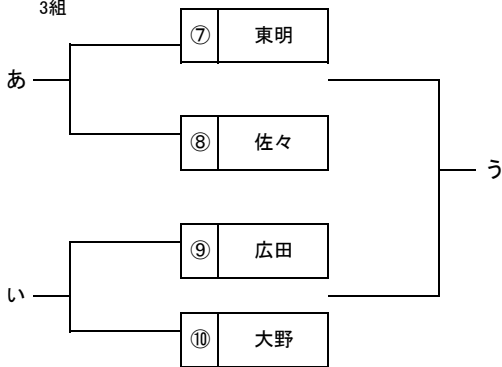 3組
⑦ 東明
あ
⑧ 佐々
う
⑨ 広田
い
⑩ 大野